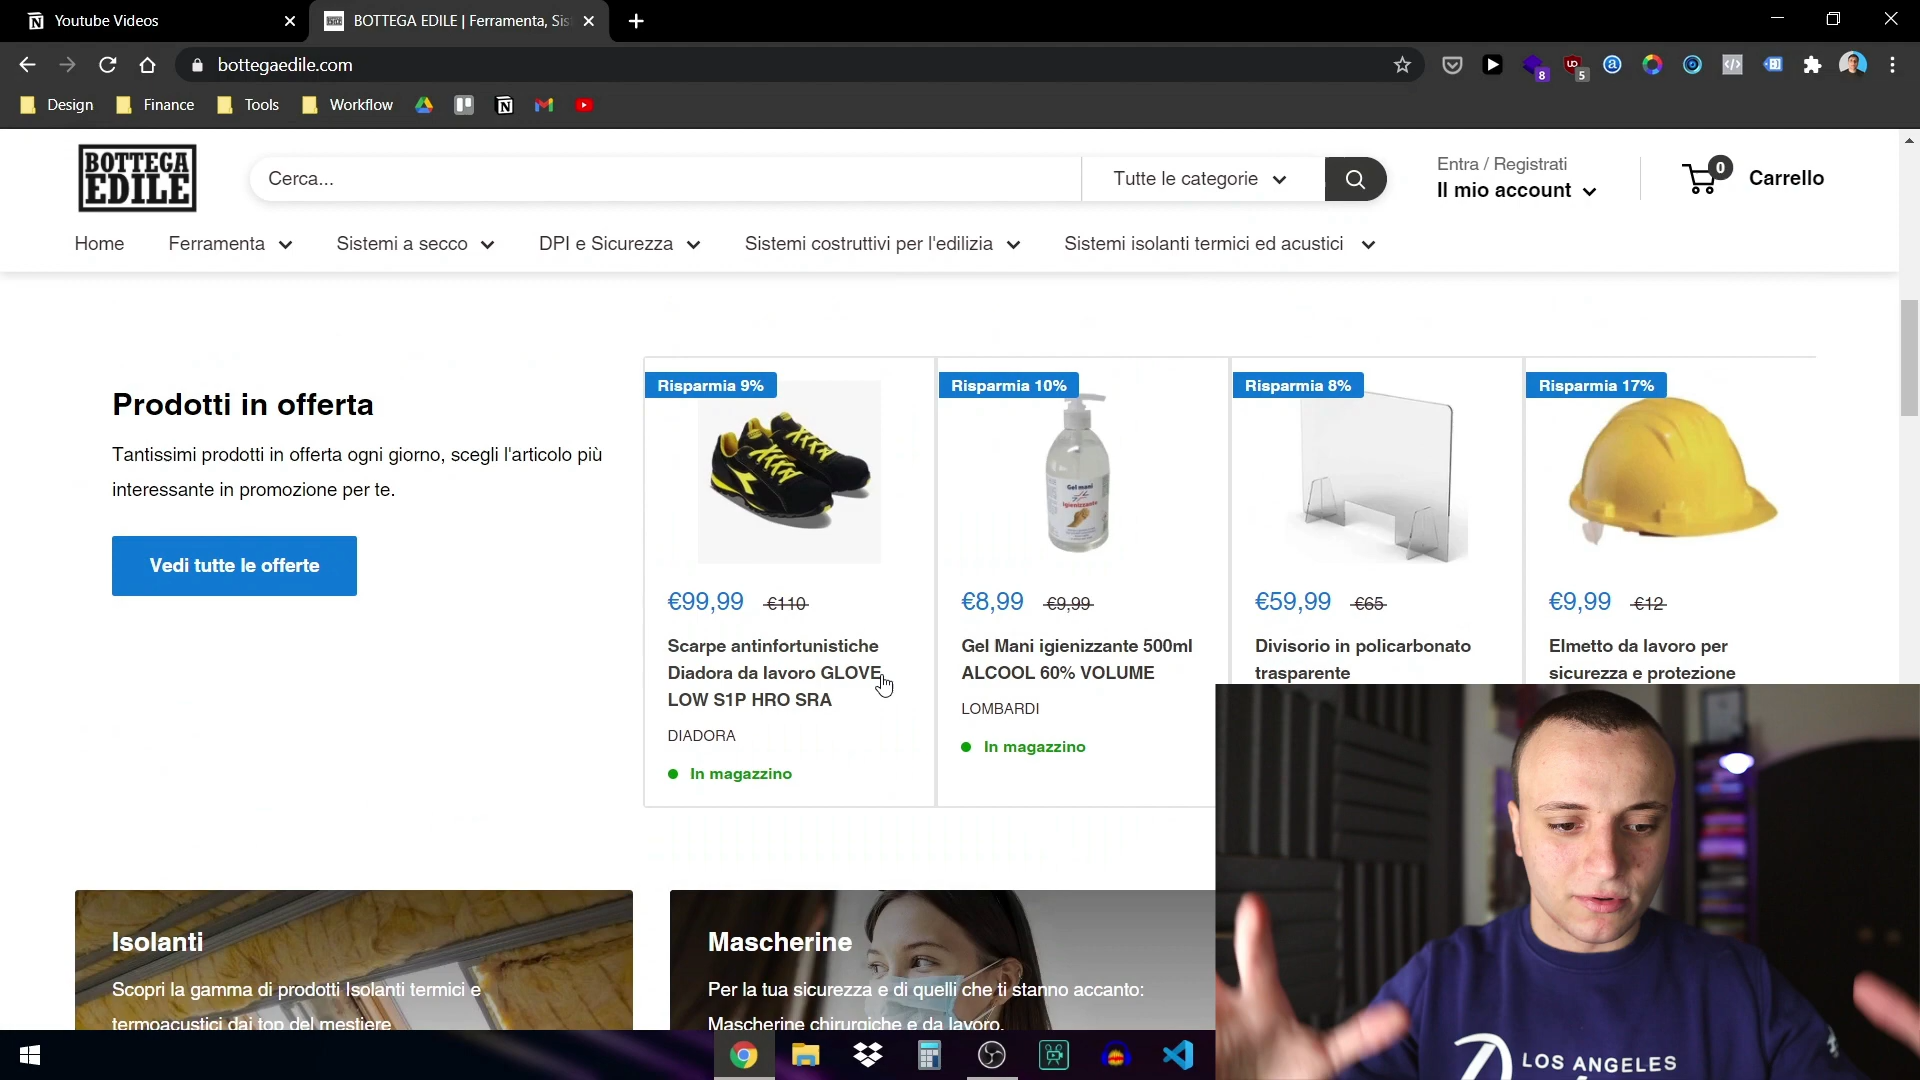 Youtube Videos
BOTTEGA EDILE | Ferramenta, Sis
bottegaedile.com
8
5
Design
Finance
Tools
Workflow
BOTTEGA
EDILE
Cerca...
Tutte le categorie
Entra / Registrati
Il mio account
0
Carrello
Home
Ferramenta
Sistemi a secco
DPI e Sicurezza
Sistemi costruttivi per l'edilizia
Sistemi isolanti termici ed acustici
Prodotti in offerta
Tantissimi prodotti in offerta ogni giorno, scegli l'articolo più
interessante in promozione per te.
Vedi tutte le offerte
Risparmia 9%
€99,99 €110
Scarpe antinfortunistiche
Diadora da lavoro GLOVE
LOW S1P HRO SRA
DIADORA
In magazzino
Risparmia 10%
Gel mani
igienizzante
€8,99 €9,99
Gel Mani igienizzante 500ml
ALCOOL 60% VOLUME
LOMBARDI
In magazzino
Risparmia 8%
€59,99 €65
Divisorio in policarbonato
trasparente
Risparmia 17%
€9,99 €12
Elmetto da lavoro per
sicurezza e protezione
Isolanti
Scopri la gamma di prodotti Isolanti termici e
termoacustici dai top del mestiere
Mascherine
Per la tua sicurezza e di quelli che ti stanno accanto:
Mascherine chirurgiche e da lavoro.
LOS ANGELES